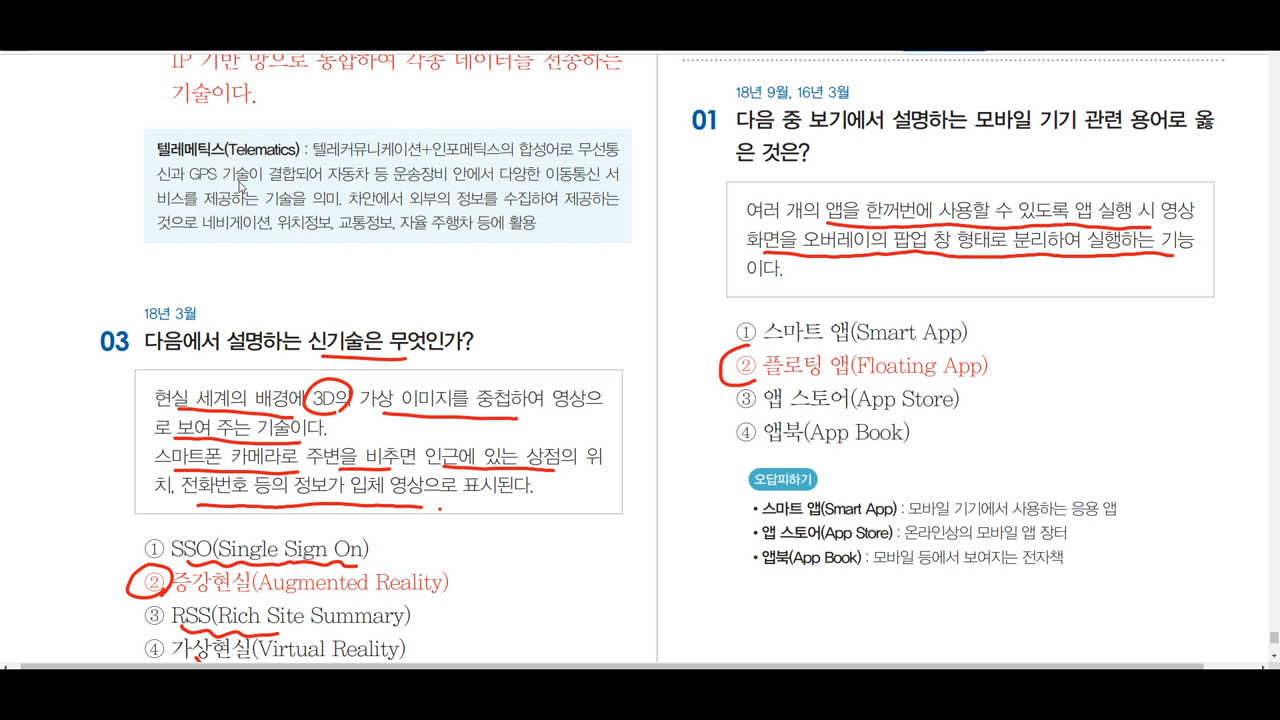 IP 기반 망으로 통합하여 각종 데이터를 전송하는
기술이다.
텔레메틱스(Telematics) : 텔레커뮤니케이션+인포메틱스의 합성어로 무선통
신과 GPS 기술이 결합되어 자동차 등 운송장비 안에서 다양한 이동통신 서
비스를 제공하는 기술을 의미. 차안에서 외부의 정보를 수집하여 제공하는
것으로 네비게이션, 위치정보, 교통정보, 자율 주행차 등에 활용
18년 3월
03 다음에서 설명하는 신기술은 무엇인가?
현실 세계의 배경에 3D의 가상 이미지를 중첩하여 영상으
로 보여 주는 기술이다.
스마트폰 카메라로 주변을 비추면 인근에 있는 상점의 위
치, 전화번호 등의 정보가 입체 영상으로 표시된다.
① SSO(Single Sign On)
② 증강현실(Augmented Reality)
③ RSS(Rich Site Summary)
④ 가상현실(Virtual Reality)
18년 9월, 16년 3월
01 다음 중 보기에서 설명하는 모바일 기기 관련 용어로 옳
은 것은?
여러 개의 앱을 한꺼번에 사용할 수 있도록 앱 실행 시 영상
화면을 오버레이의 팝업 창 형태로 분리하여 실행하는 기능
이다.
① 스마트 앱(Smart App)
② 플로팅 앱(Floating App)
③ 앱 스토어(App Store)
④ 앱북(App Book)
오답피하기
• 스마트 앱(Smart App) : 모바일 기기에서 사용하는 응용 앱
• 앱 스토어(App Store) : 온라인상의 모바일 앱 장터
• 앱북(App Book) : 모바일 등에서 보여지는 전자책